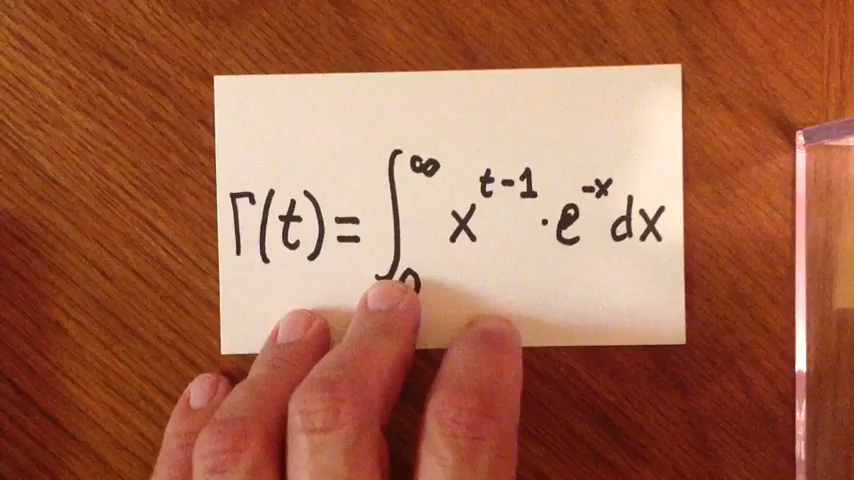 Γ(t) = ∫₀^∞ x^(t-1) · e^(-x) dx